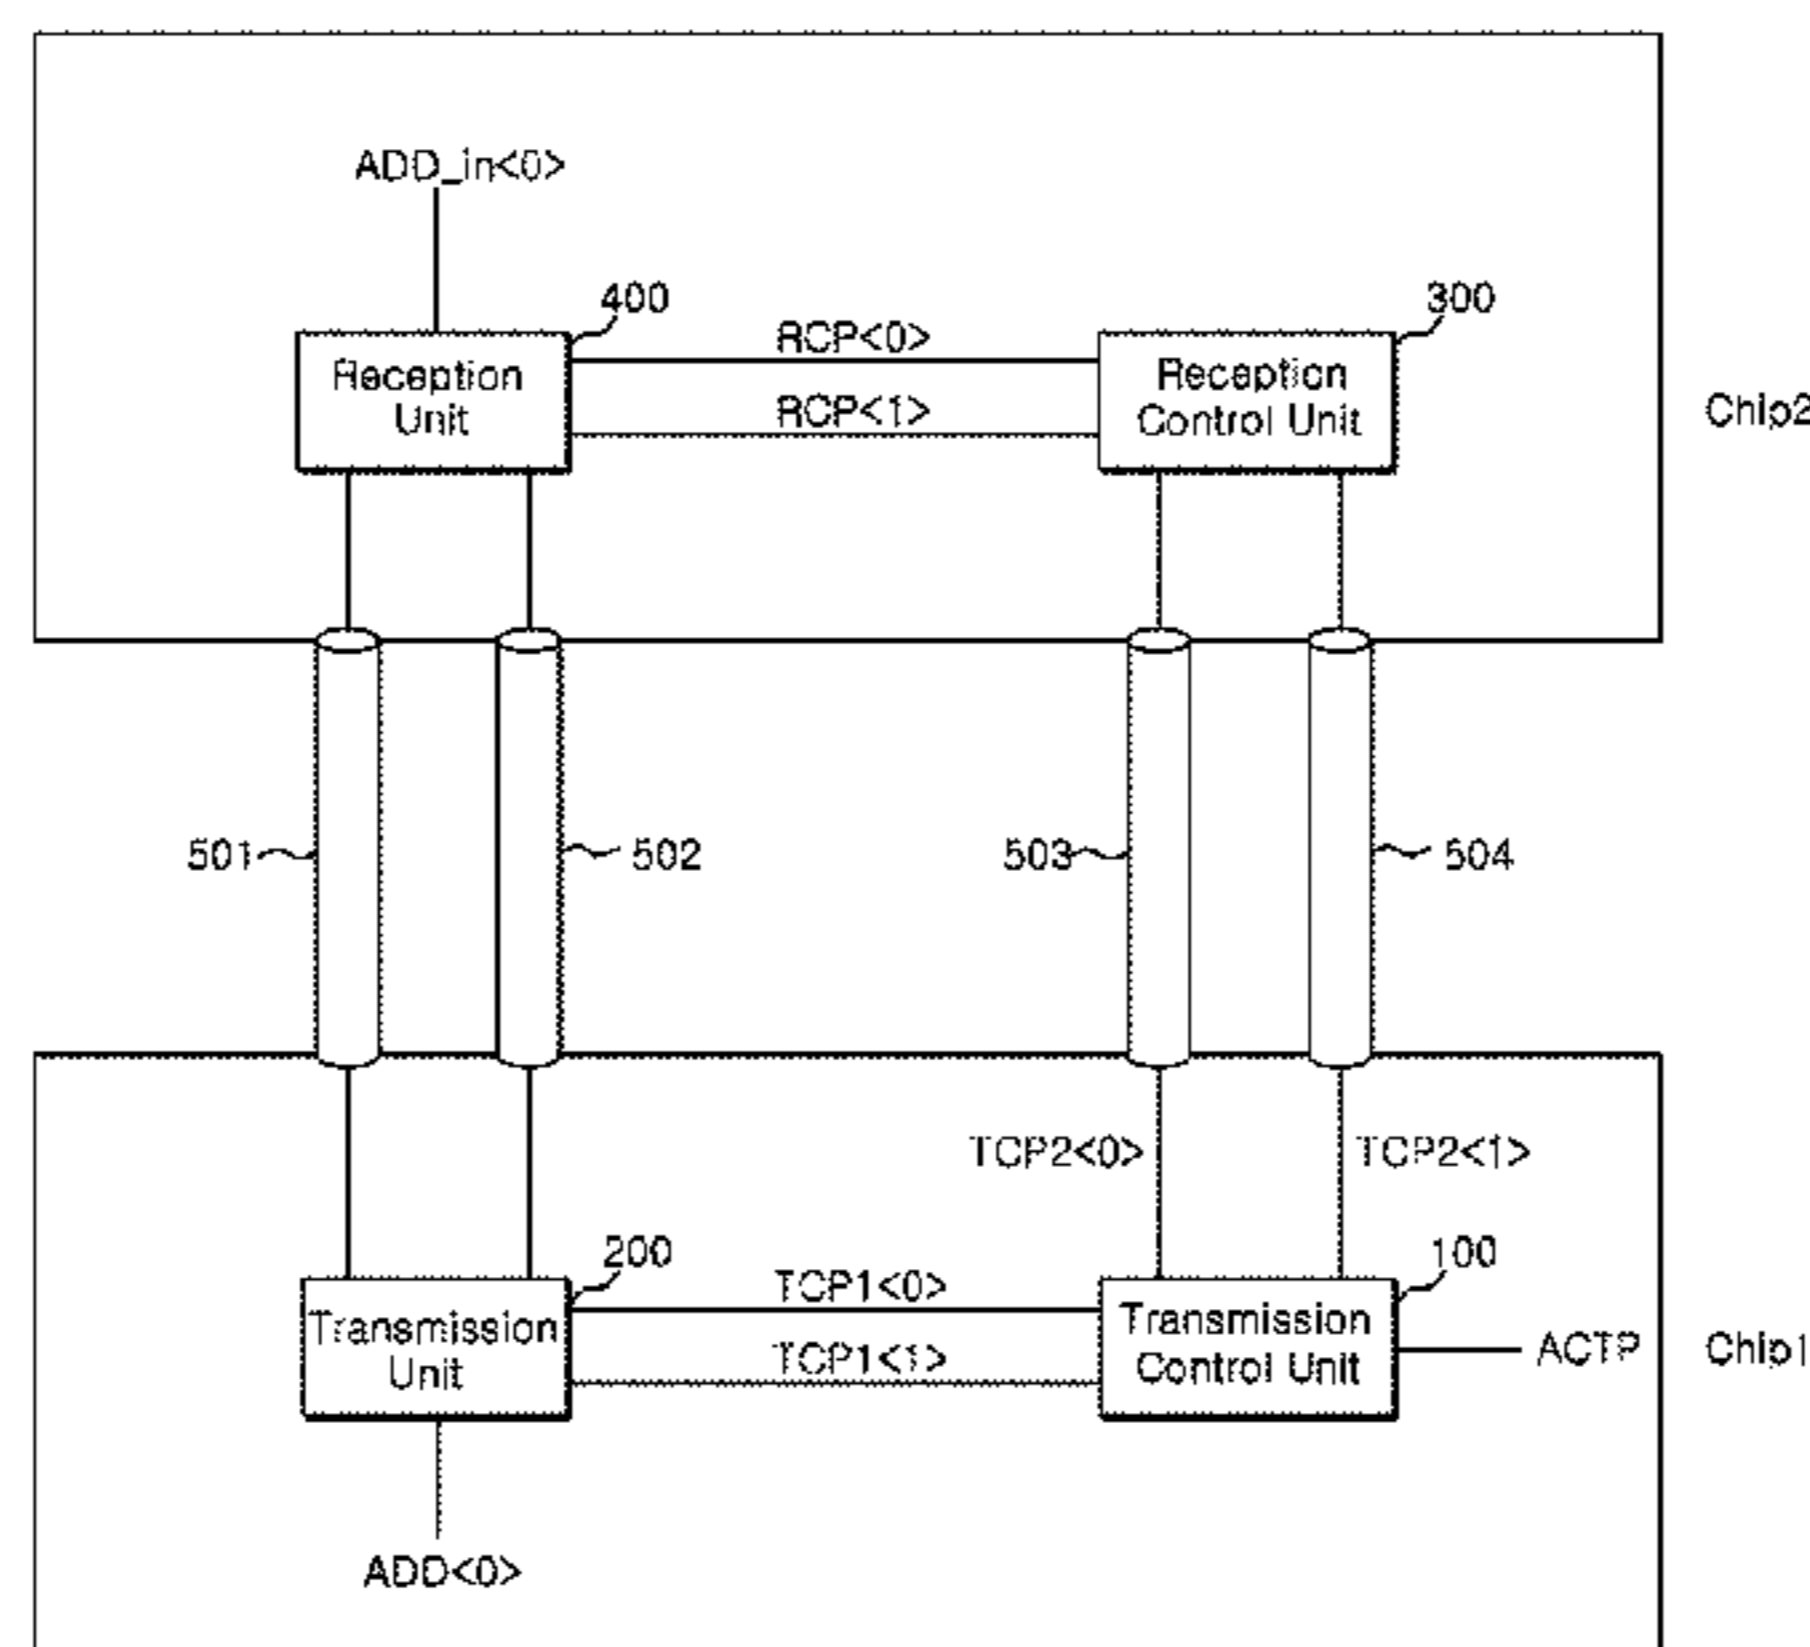 ADD_in<0>
400
300
RCP<0>
Reception
Unit
Reception
Control Unit
RCP<1>
Chip2
501
502
503
504
TCP2<0>
TCP2<1>
200
100
TCP1<0>
Transmission
Unit
Transmission
Control Unit
TCP1<1>
ACTP
Chip1
ADD<0>